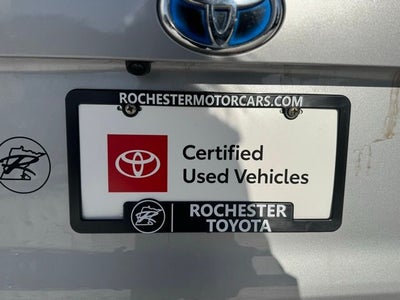 ROCHESTERMOTORCARS.COM
Certified
Used Vehicles
ROCHESTER
TOYOTA